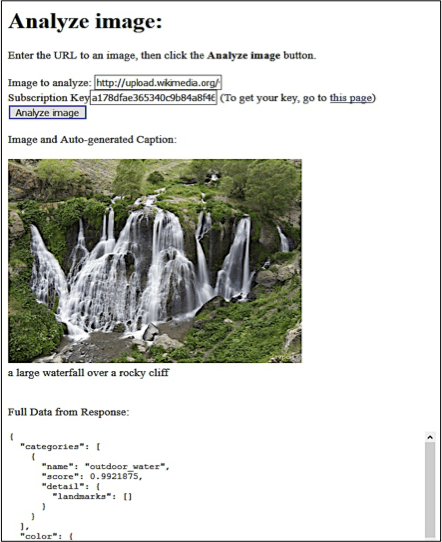 Analyze image:
Enter the URL to an image, then click the Analyze image button.
Image to analyze: http://upload.wikimedia.org/
Subscription Key a178dfae365340c9b84a8f46 (To get your key, go to this page)
Analyze image
Image and Auto-generated Caption:
a large waterfall over a rocky cliff
Full Data from Response:
{
"categories": [
{
"name": "outdoor_water",
"score": 0.9921875,
"detail": {
"landmarks": []
}
}
],
"color": {